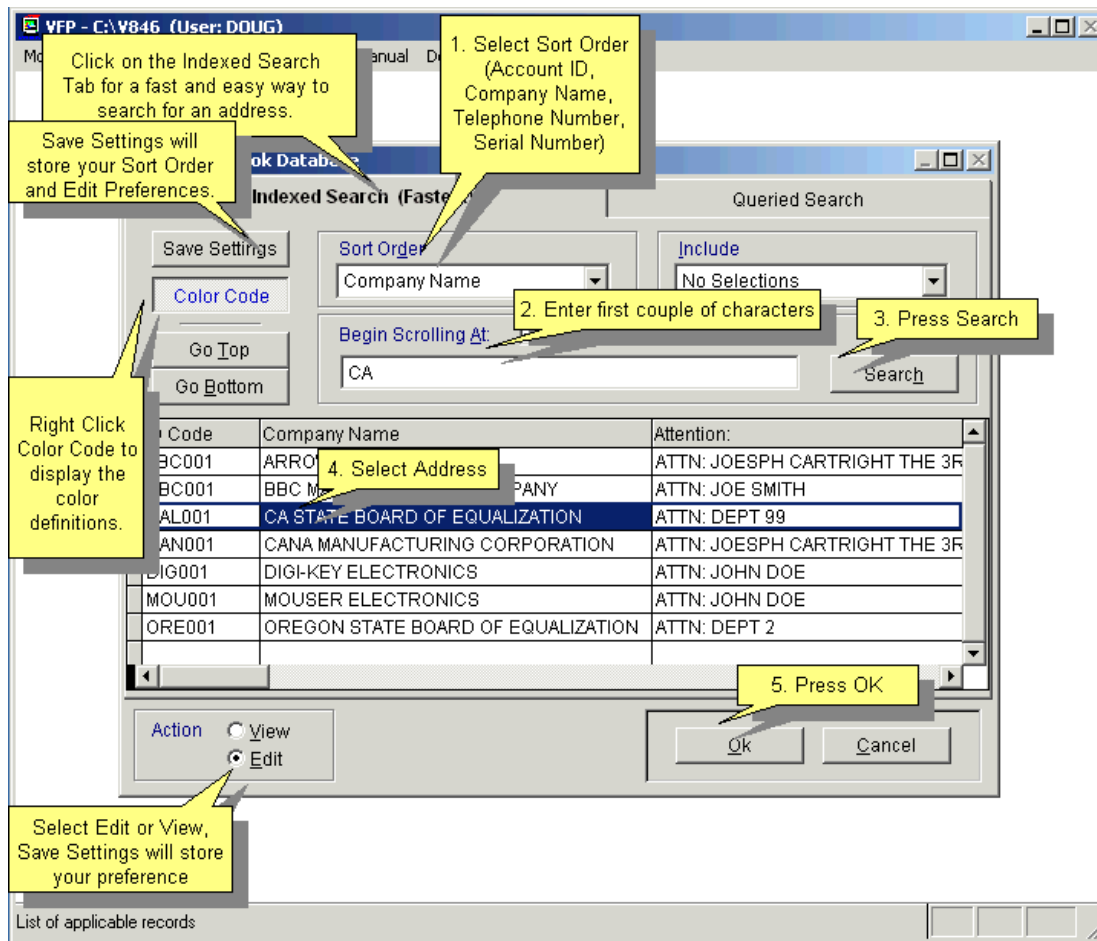 VFP - C:\V846 (User: DOUG)
Click on the Indexed Search
Tab for a fast and easy way to
search for an address.
1. Select Sort Order
(Account ID,
Company Name,
Telephone Number,
Serial Number)
Save Settings will
store your Sort Order
and Edit Preferences.
Indexed Search (Fastest)
Queried Search
Save Settings
Sort Order
Include
Color Code
Company Name
No Selections
2. Enter first couple of characters
3. Press Search
Go Top
Begin Scrolling At:
Go Bottom
CA
Search
Right Click
Color Code to
display the
color
definitions.
Code Company Name Attention:
BC001 ATTN: JOESPH CARTRIGHT THE 3R
4. Select Address
BC001 BBC ATTN: JOE SMITH
AL001 CA STATE BOARD OF EQUALIZATION ATTN: DEPT 99
AN001 CANA MANUFACTURING CORPORATION ATTN: JOESPH CARTRIGHT THE 3R
DIG001 DIGI-KEY ELECTRONICS ATTN: JOHN DOE
MOU001 MOUSER ELECTRONICS ATTN: JOHN DOE
ORE001 OREGON STATE BOARD OF EQUALIZATION ATTN: DEPT 2
5. Press OK
Action
View
Edit
Ok
Cancel
Select Edit or View,
Save Settings will store
your preference
List of applicable records